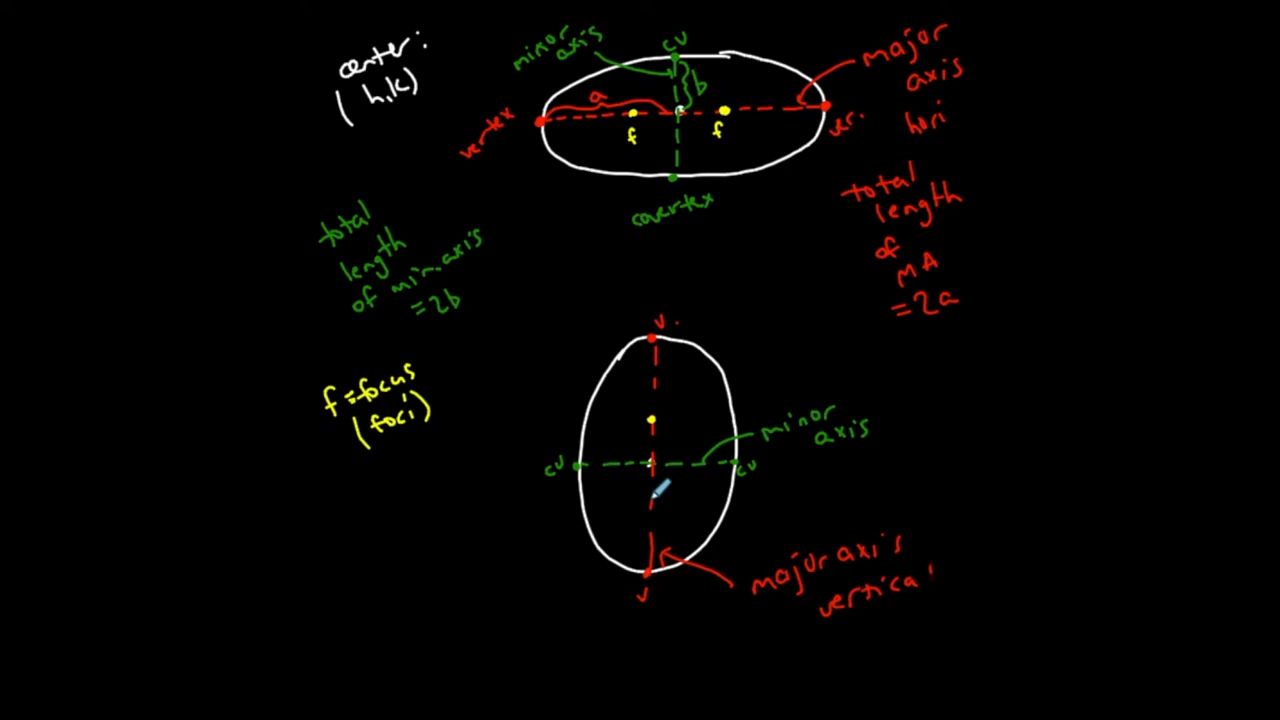 center:
(h,k)
minor
axis
cv
major
axis
hori
a
b
f
f
vertex
ver.
covertex
total
length
of min. axis
=2b
total
length
of
MA
=2a
f=focus
(foci)
v.
minor
axis
cv
cv
major axis
vertical
v